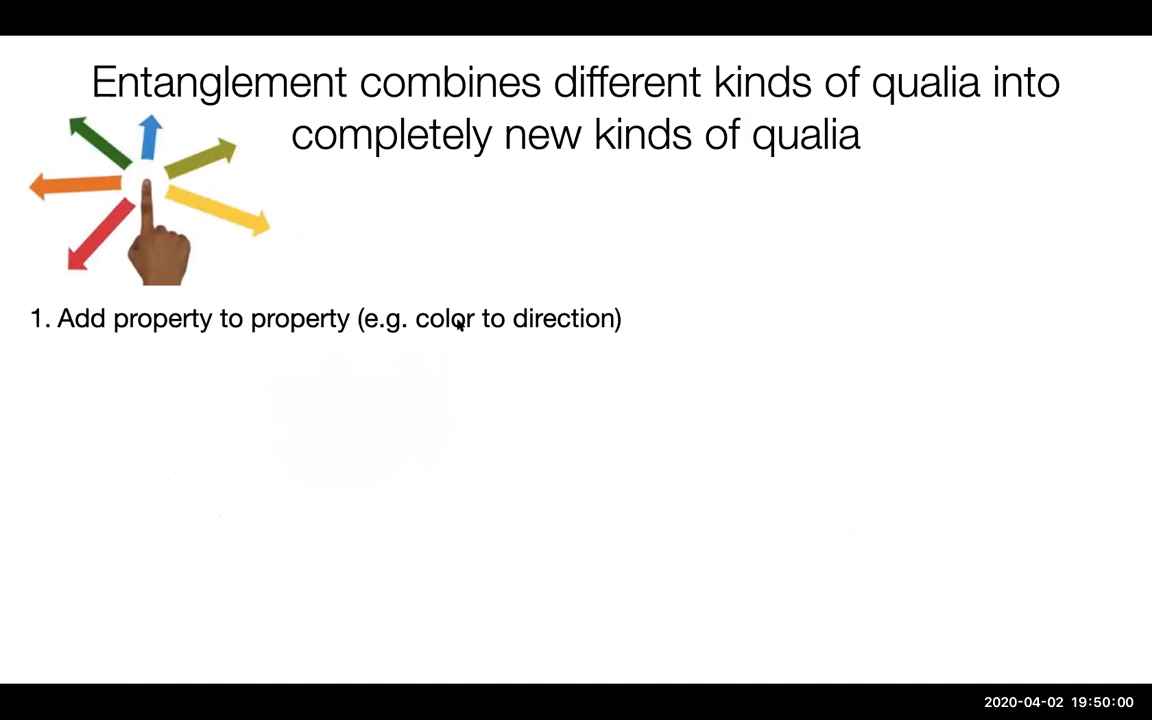 Entanglement combines different kinds of qualia into
completely new kinds of qualia
1. Add property to property (e.g. color to direction)
2020-04-02 19:50:00